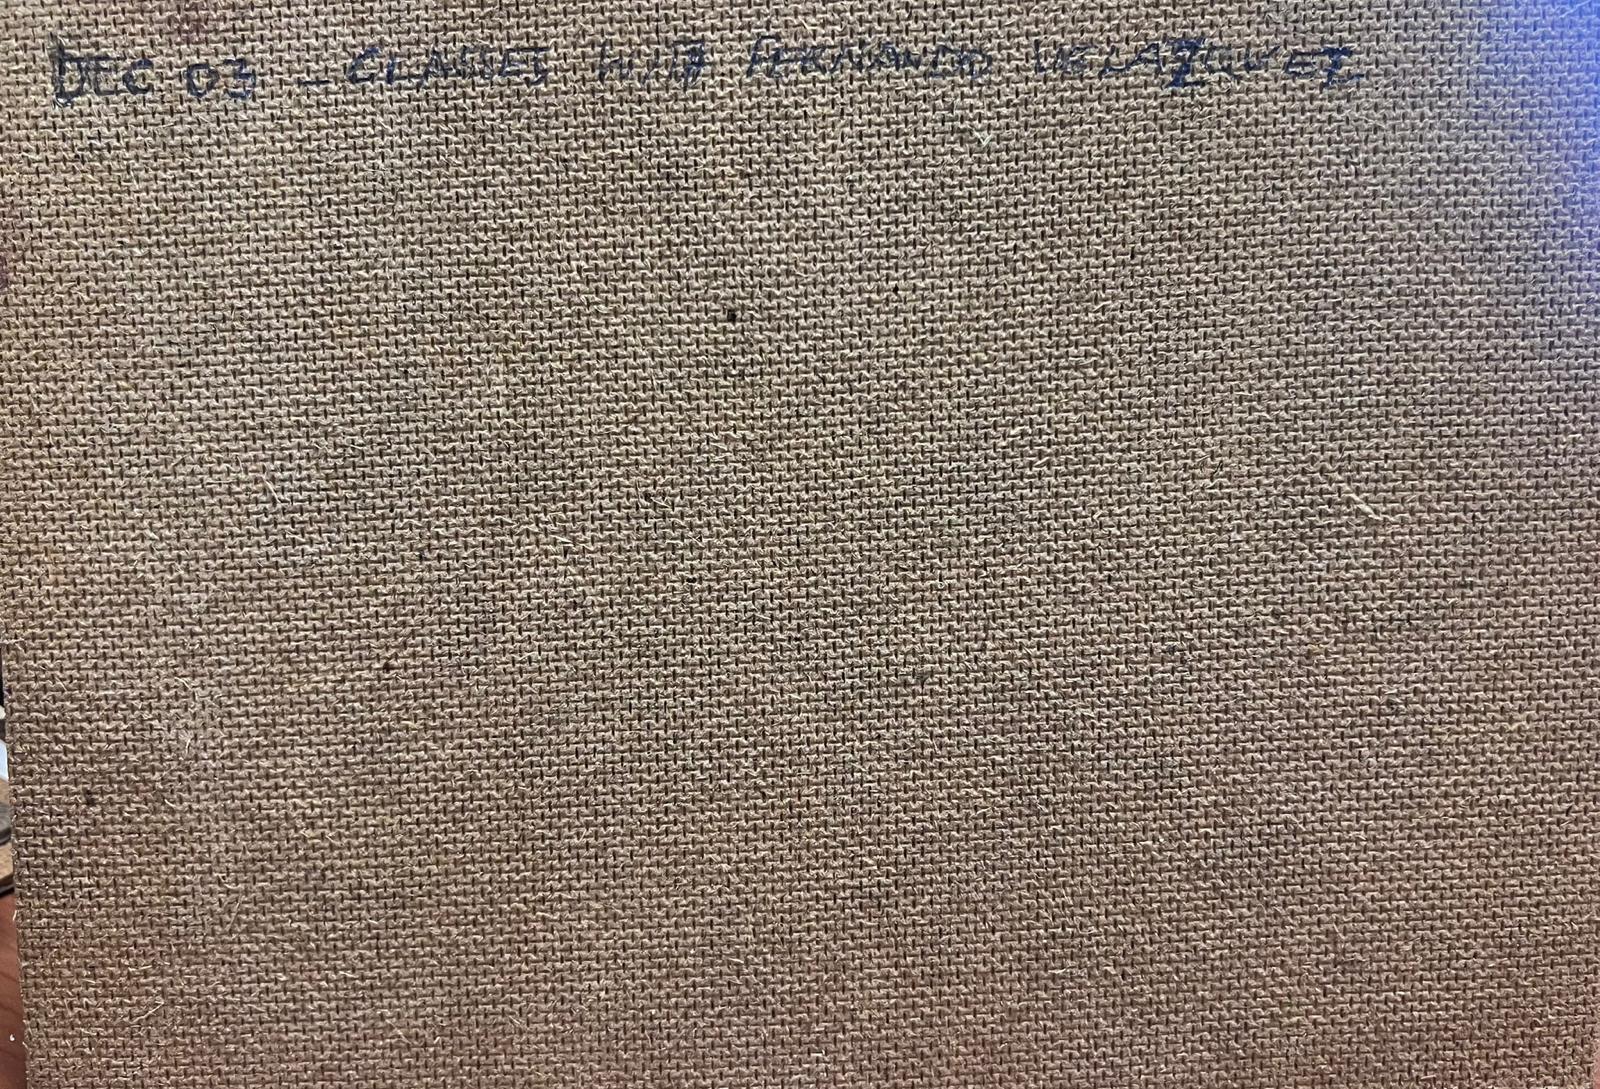 DEC 03 - CLASSES WITH FERNANDO VELAZQUEZ